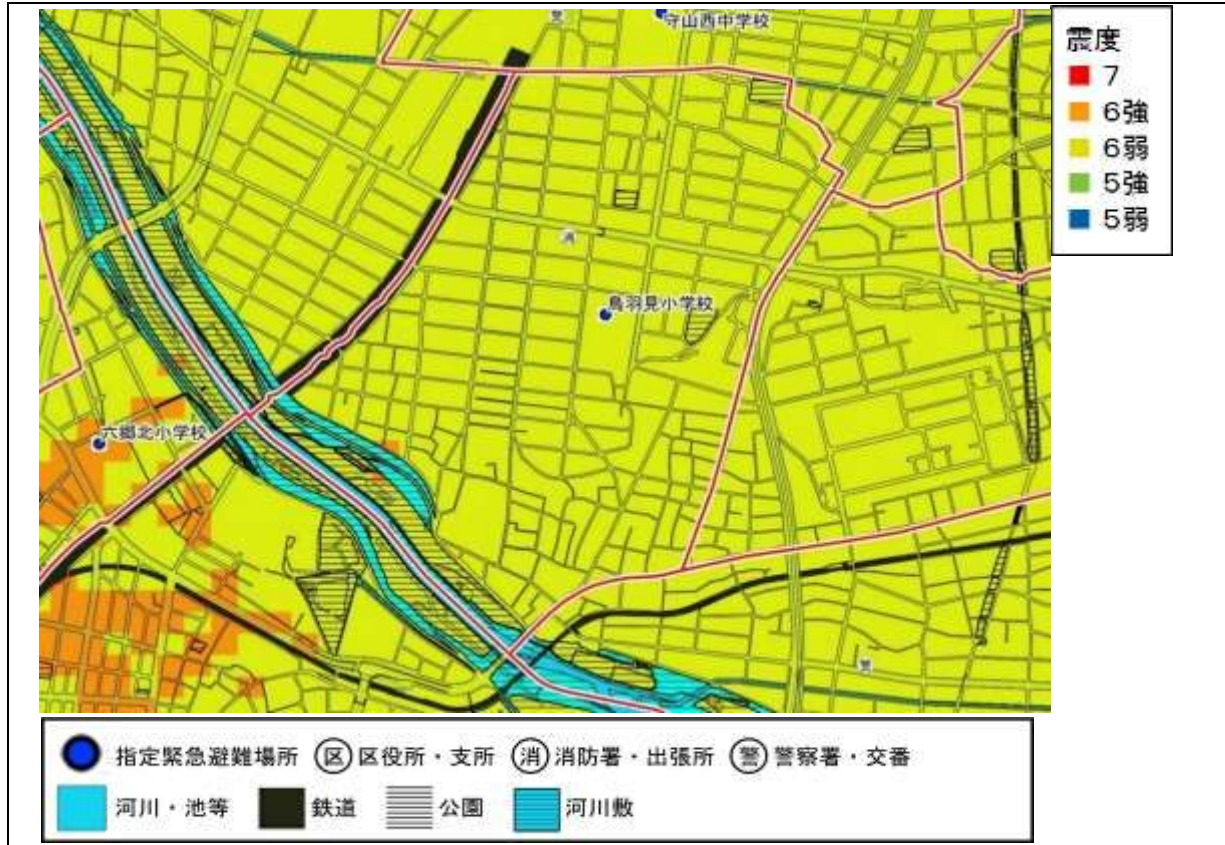 警
守山西中学校
消
鳥羽見小学校
六郷北小学校
警
震度
7
6強
6弱
5強
5弱
指定緊急避難場所 区 区役所・支所 消 消防署・出張所 警 警察署・交番
河川・池等 鉄道 公園 河川敷